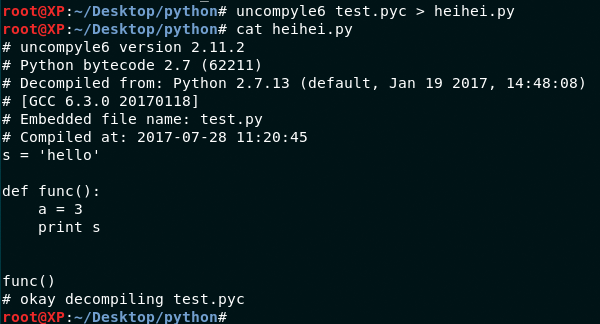 root@XP:~/Desktop/python# uncompyle6 test.pyc > heihei.py
root@XP:~/Desktop/python# cat heihei.py
# uncompyle6 version 2.11.2
# Python bytecode 2.7 (62211)
# Decompiled from: Python 2.7.13 (default, Jan 19 2017, 14:48:08)
# [GCC 6.3.0 20170118]
# Embedded file name: test.py
# Compiled at: 2017-07-28 11:20:45
s = 'hello'

def func():
    a = 3
    print s


func()
# okay decompiling test.pyc
root@XP:~/Desktop/python#